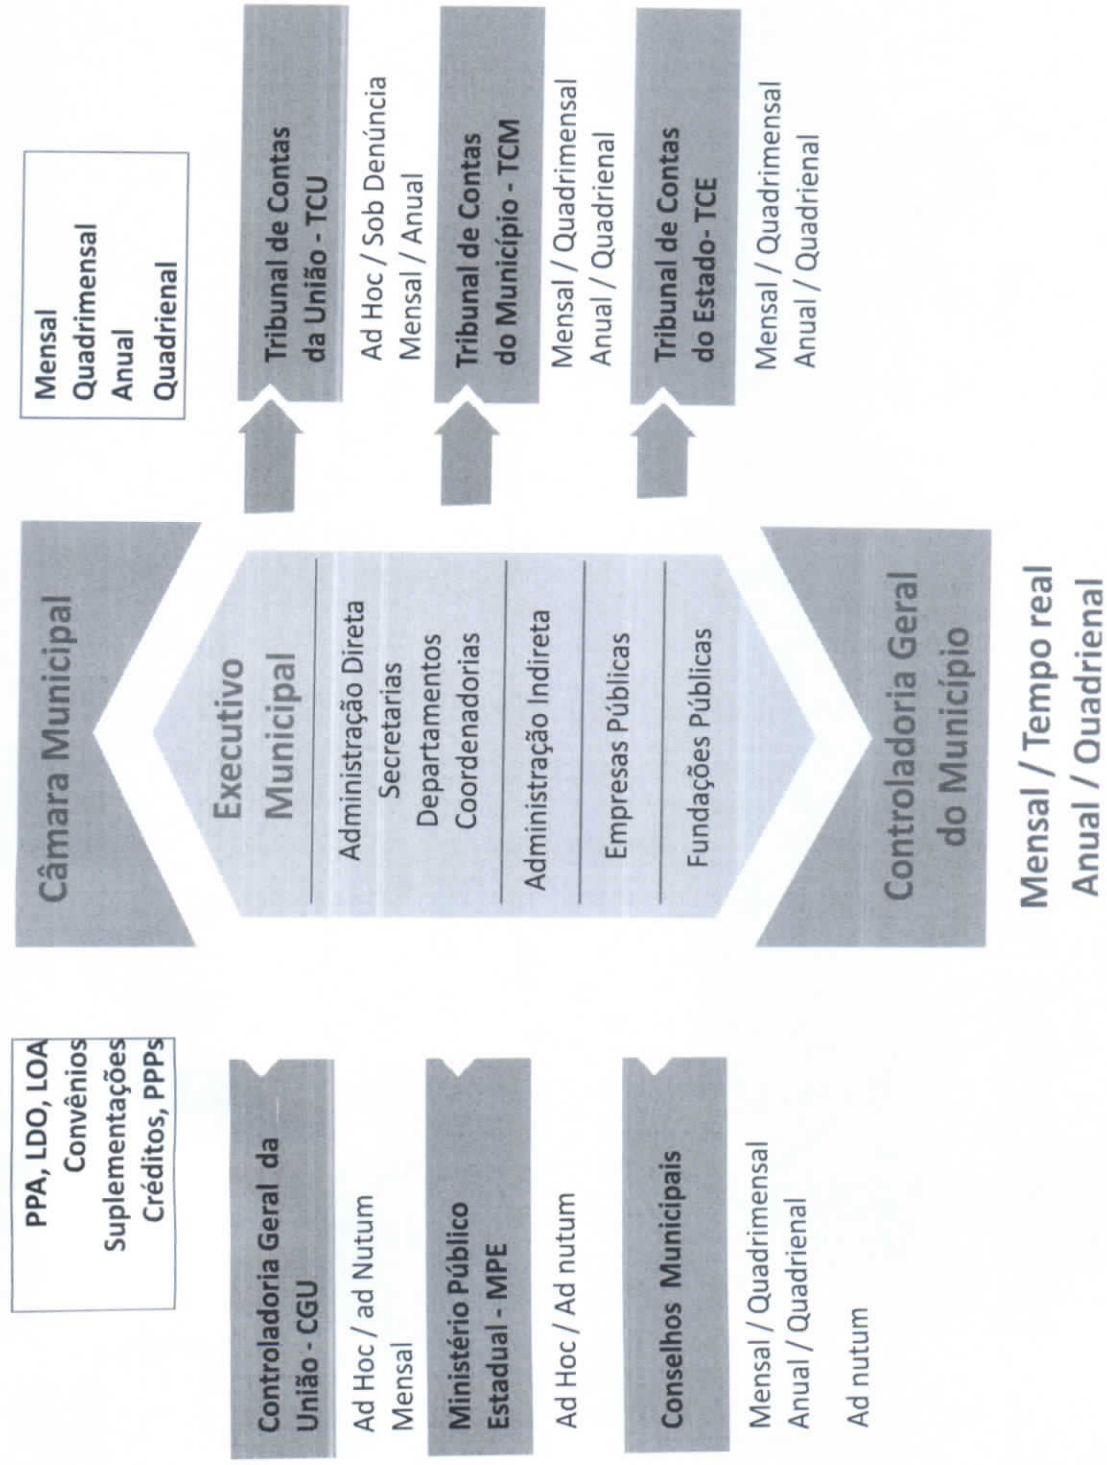 PPA, LDO, LOA
Convênios
Suplementações
Créditos, PPPs
Câmara Municipal
Mensal
Quadrimensal
Anual
Quadrienal
Controladoria Geral da
União - CGU
Ad Hoc / ad Nutum
Mensal
Ministério Público
Estadual - MPE
Ad Hoc / Ad nutum
Conselhos Municipais
Mensal / Quadrimensal
Anual / Quadrienal
Ad nutum
Executivo
Municipal
Administração Direta
Secretarias
Departamentos
Coordenadorias
Administração Indireta
Empresas Públicas
Fundações Públicas
Tribunal de Contas
da União - TCU
Ad Hoc / Sob Denúncia
Mensal / Anual
Tribunal de Contas
do Município - TCM
Mensal / Quadrimensal
Anual / Quadrienal
Tribunal de Contas
do Estado- TCE
Mensal / Quadrimensal
Anual / Quadrienal
Controladoria Geral
do Município
Mensal / Tempo real
Anual / Quadrienal